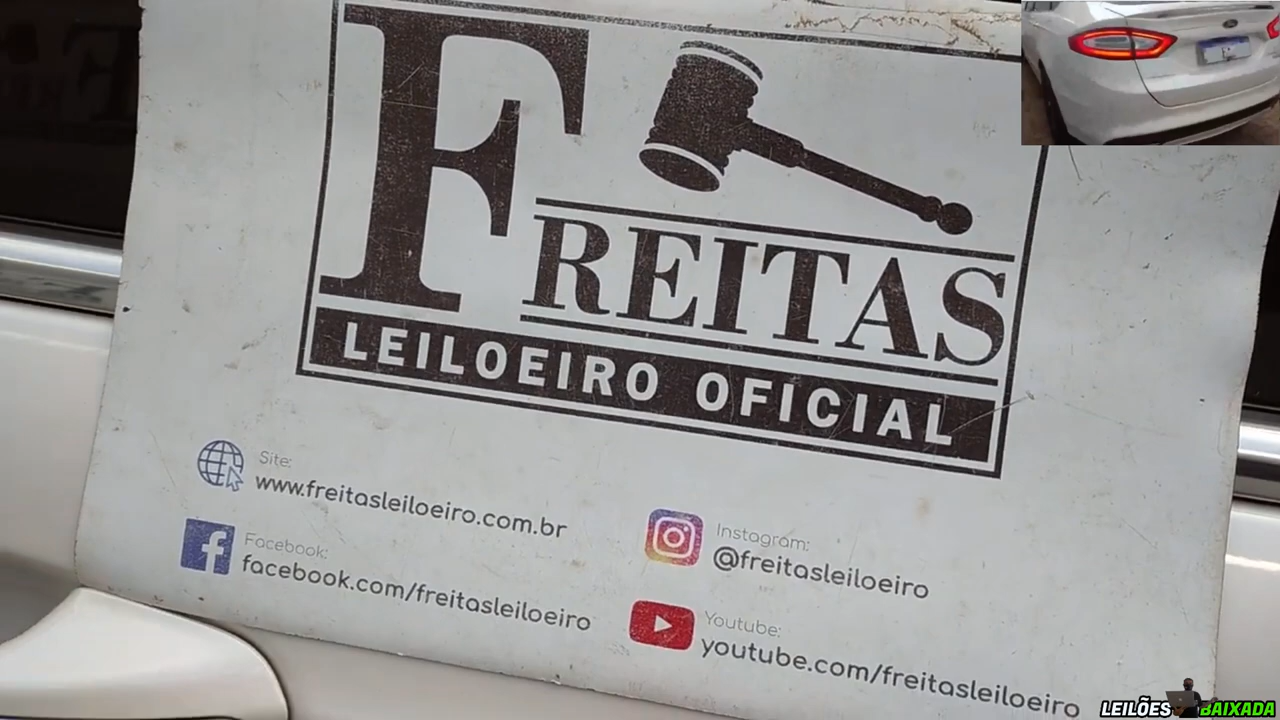 FREITAS
LEILOEIRO OFICIAL
Site:
www.freitasleiloeiro.com.br
Facebook:
facebook.com/freitasleiloeiro
Instagram:
@freitasleiloeiro
Youtube:
youtube.com/freitasleiloeiro
LEILÕES BAIXADA